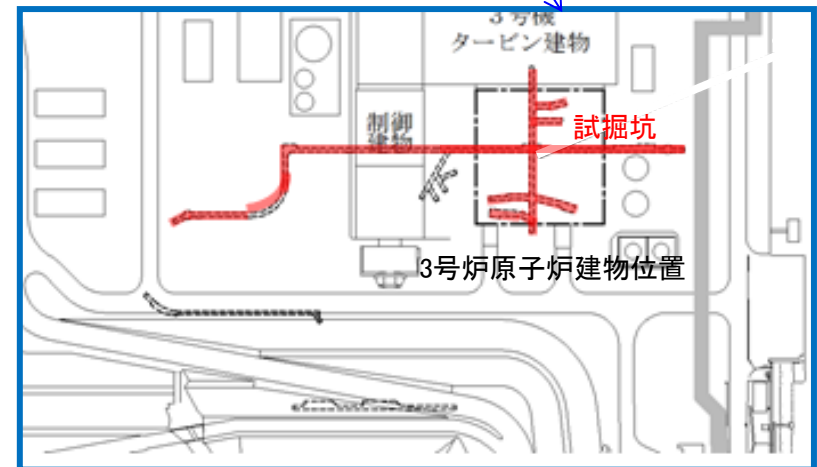 3号機
タービン建物
制御
建物
試掘坑
3号炉原子炉建物位置